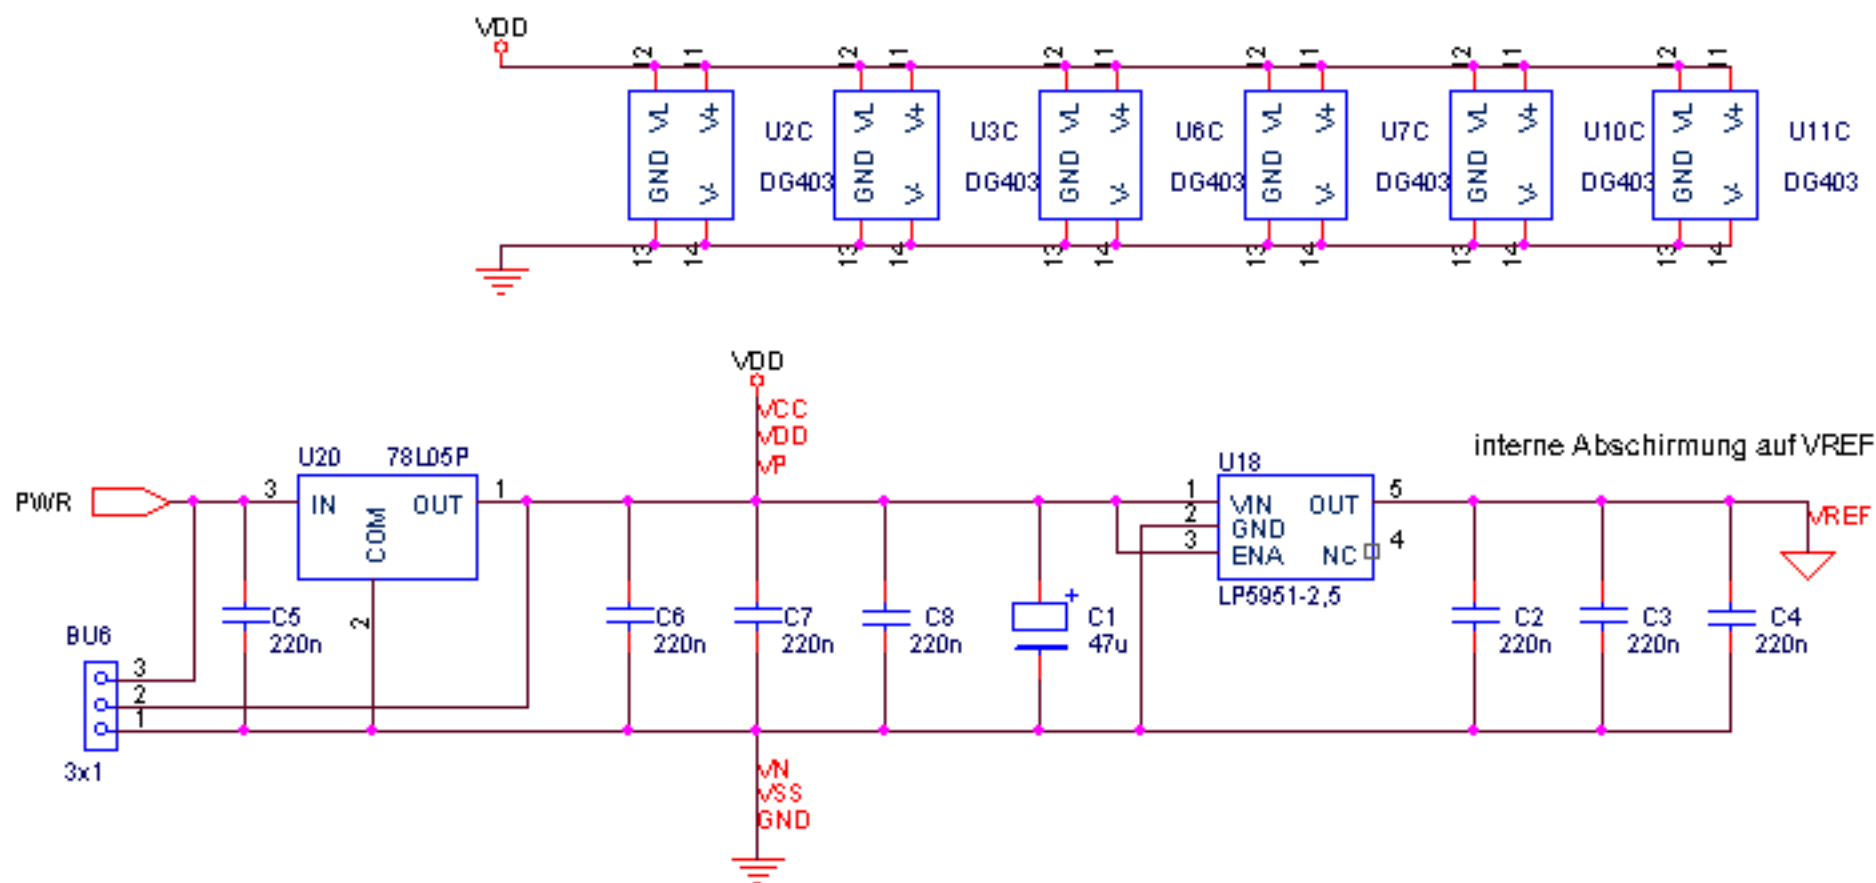 VDD
12 11 12 11 12 11 12 11 12 11 12 11
VL V+ VL V+ VL V+ VL V+ VL V+ VL V+
U2C U3C U6C U7C U10C U11C
GND V- GND V- GND V- GND V- GND V- GND V-
DG403 DG403 DG403 DG403 DG403 DG403
13 14 13 14 13 14 13 14 13 14 13 14
VDD
VCC
VDD
VP
interne Abschirmung auf VREF
U20 78L05P
U18
PWR
3 IN OUT 1
COM
2
1 VIN OUT 5
2 GND
3 ENA NC 4
LP5951-2,5
VREF
C5
220n
C6
220n
C7
220n
C8
220n
+
C1
47u
C2
220n
C3
220n
C4
220n
BU6
3
2
1
3x1
VN
VSS
GND